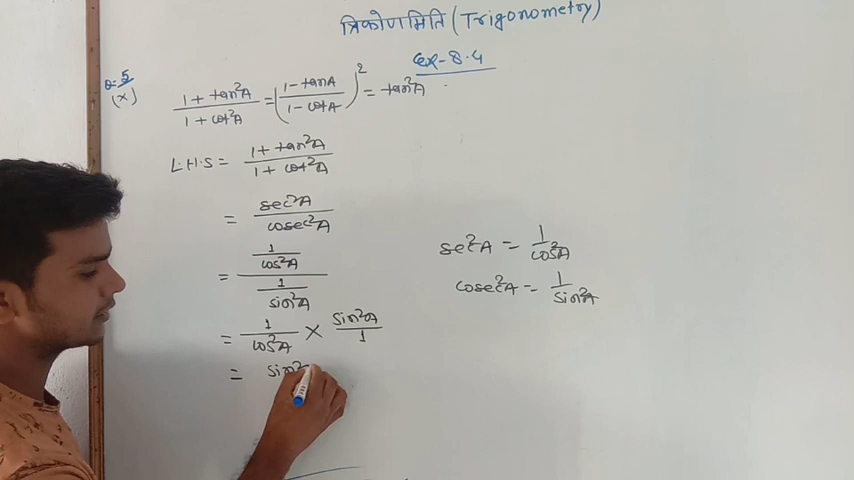 त्रिकोणमिति (Trigonometry)
Ex-8.4
Q.5
(x) (1 + tan²A)/(1 + cot²A) = ((1 - tanA)/(1 - cotA))² = tan²A
L.H.S = (1 + tan²A)/(1 + cot²A)
= sec²A/cosec²A
= (1/cos²A)/(1/sin²A)
= 1/cos²A × sin²A/1
= sin²
sec²A = 1/cos²A
cosec²A = 1/sin²A